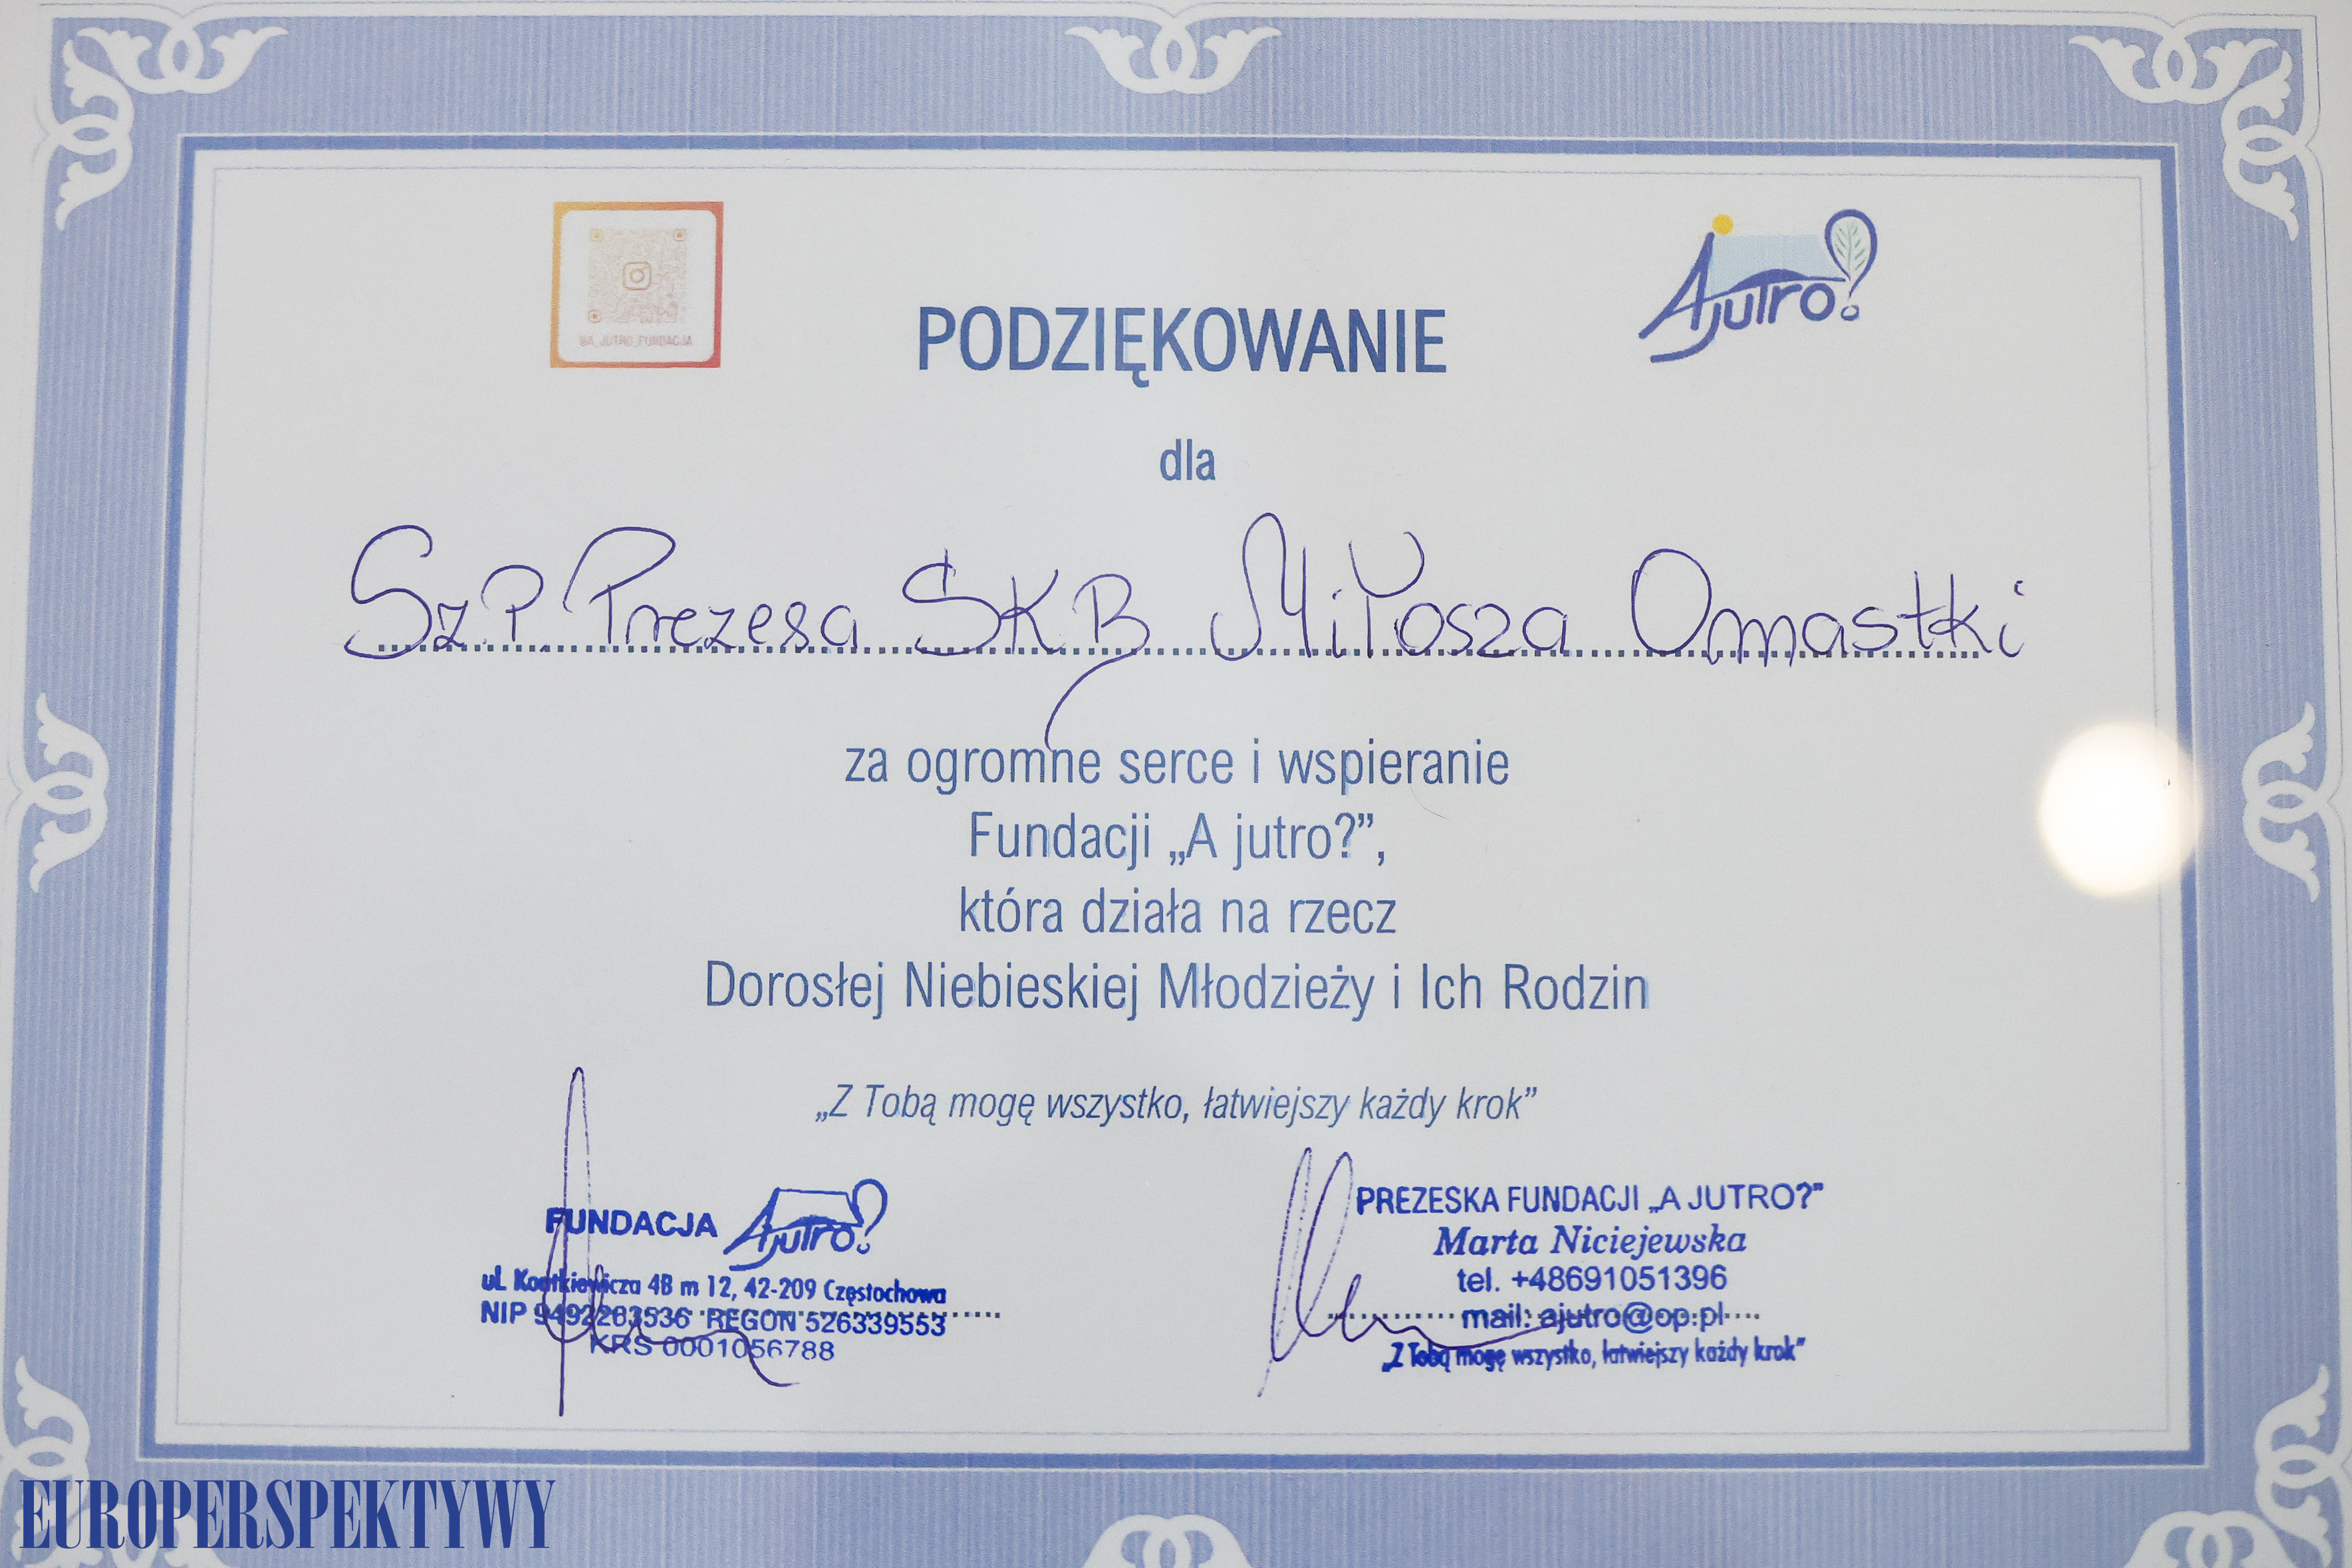 @A_JUTRO_FUNDACJA
Ajutro?
PODZIĘKOWANIE
dla
SzP Prezesa SKB Miłosza Omastki
za ogromne serce i wspieranie
Fundacji „A jutro?”,
która działa na rzecz
Dorosłej Niebieskiej Młodzieży i Ich Rodzin
„Z Tobą mogę wszystko, łatwiejszy każdy krok”
FUNDACJA Ajutro?
ul. Kontkiewicza 4B m 12, 42-209 Częstochowa
NIP 9492263536 REGON 526339553
KRS 0001056788
PREZESKA FUNDACJI „A JUTRO?”
Marta Niciejewska
tel. +48691051396
mail: ajutro@op.pl
„Z Tobą mogę wszystko, łatwiejszy każdy krok”
EUROPERSPEKTYWY